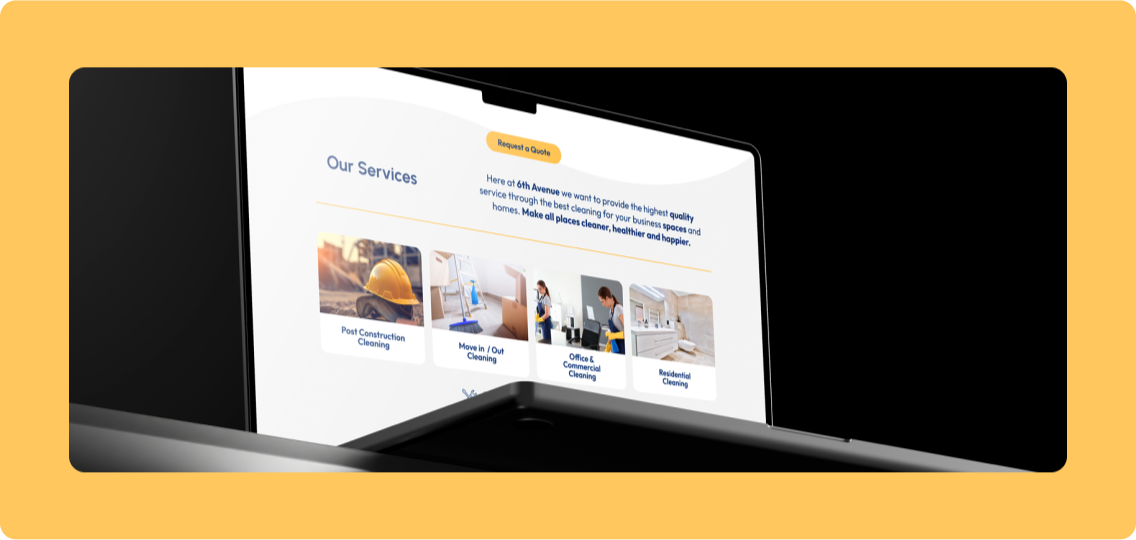 Request a Quote
Our Services
Here at 6th Avenue we want to provide the highest quality
service through the best cleaning for your business spaces and
homes. Make all places cleaner, healthier and happier.
Post Construction
Cleaning
Move in / Out
Cleaning
Office &
Commercial
Cleaning
Residential
Cleaning